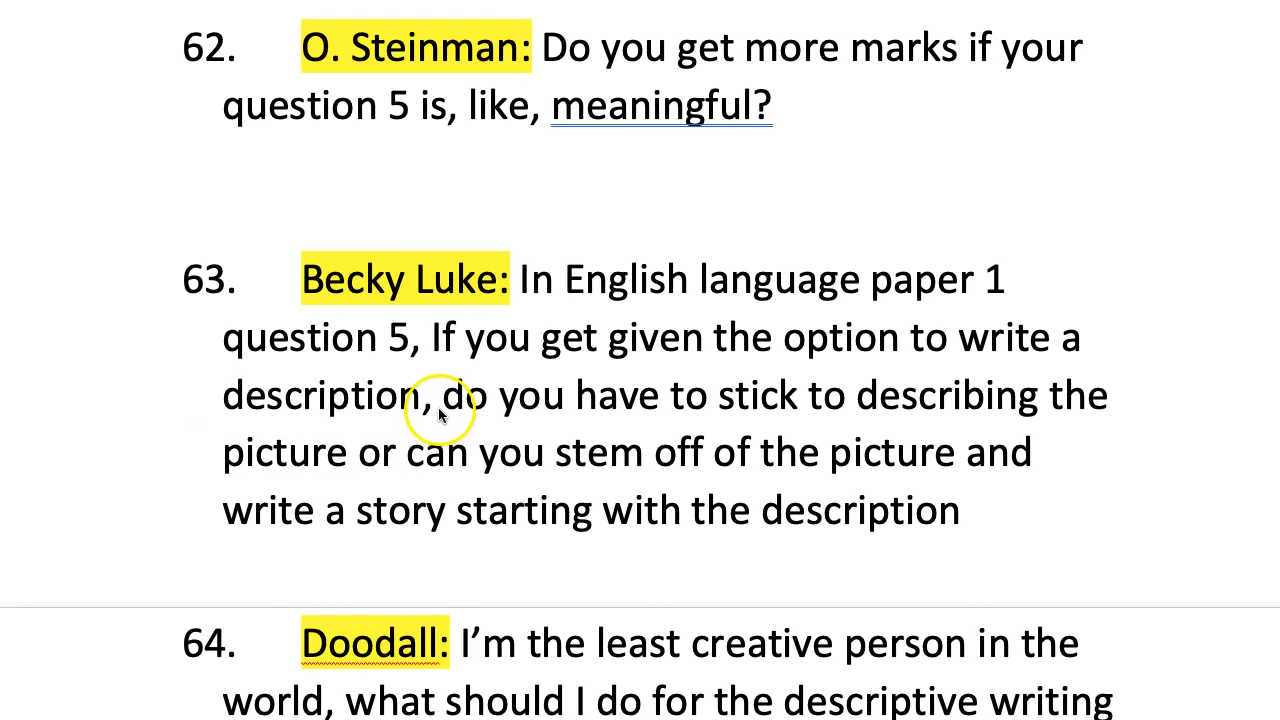 62. O. Steinman: Do you get more marks if your
question 5 is, like, meaningful?
63. Becky Luke: In English language paper 1
question 5, If you get given the option to write a
description, do you have to stick to describing the
picture or can you stem off of the picture and
write a story starting with the description
64. Doodall: I’m the least creative person in the
world, what should I do for the descriptive writing